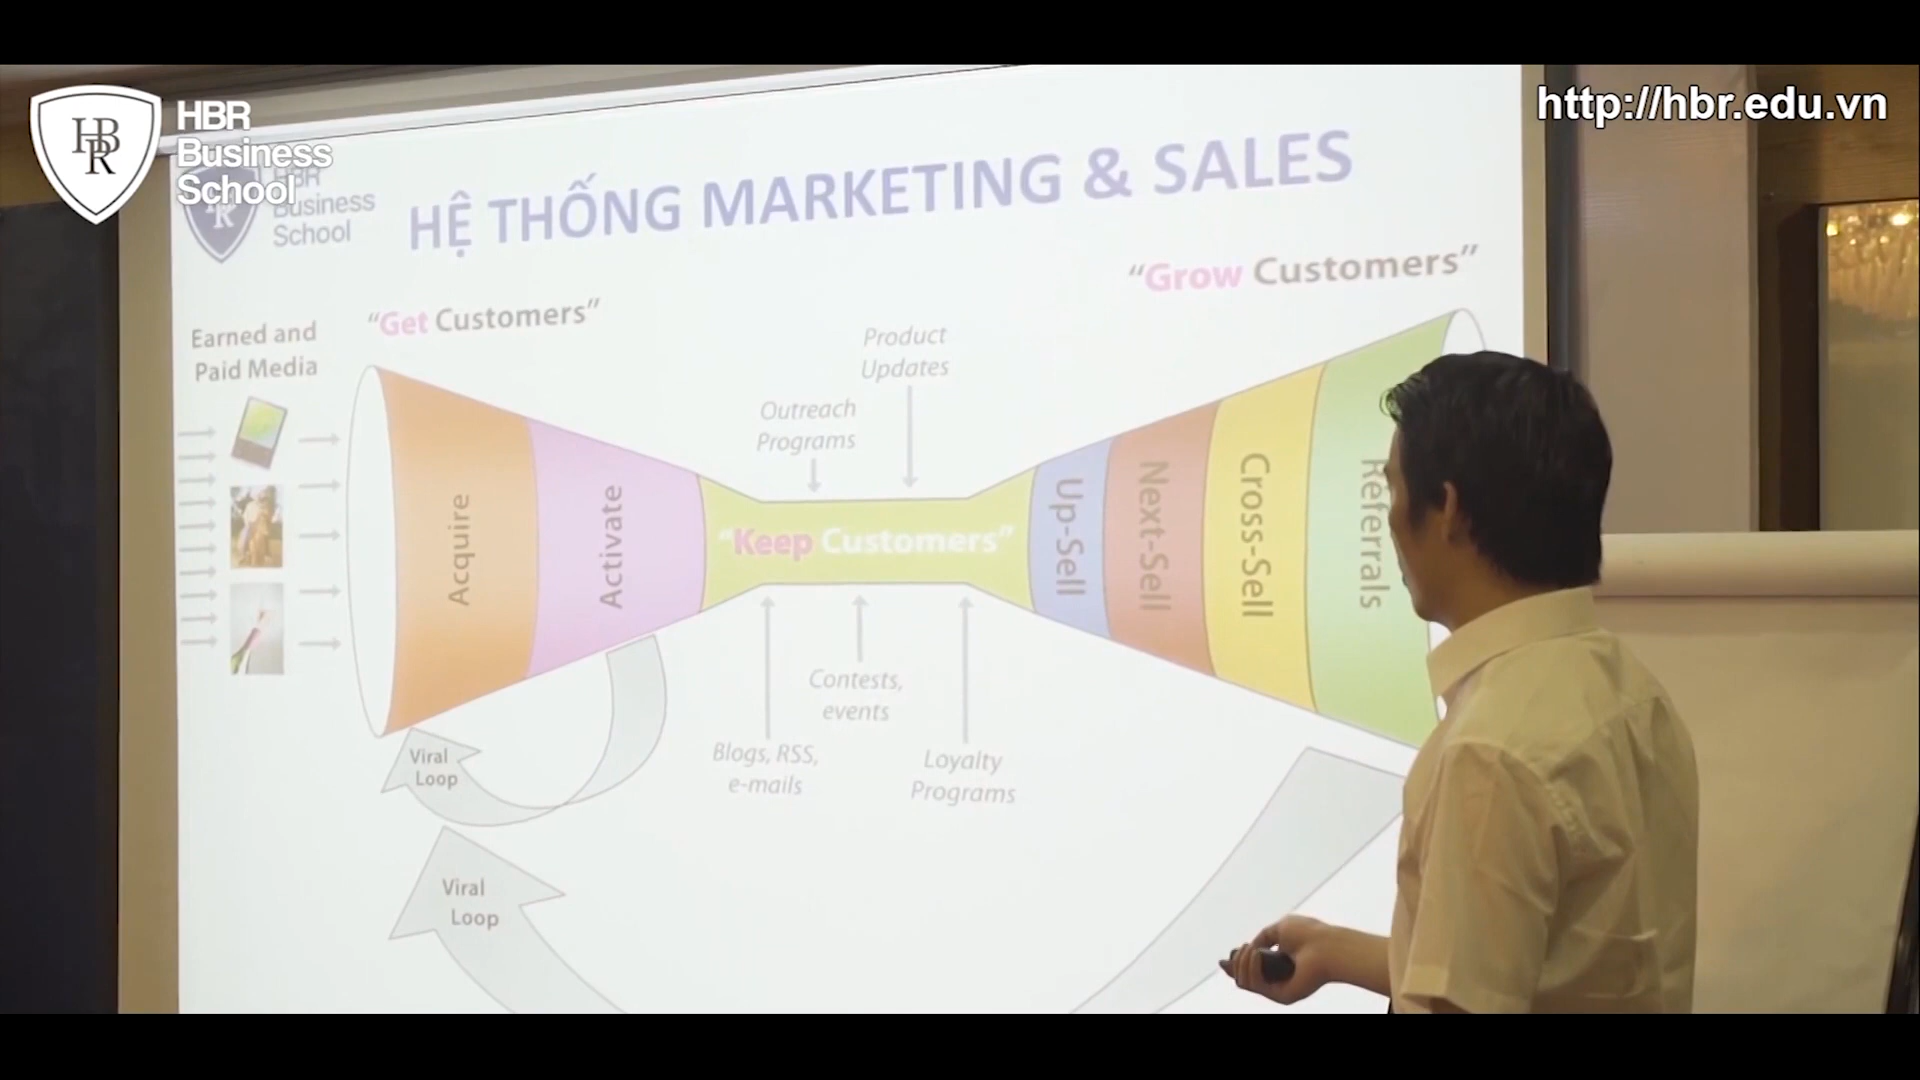 HBR
Business
School
http://hbr.edu.vn
HBR
Business
School
HỆ THỐNG MARKETING & SALES
“Get Customers”
“Grow Customers”
Earned and
Paid Media
Product
Updates
Outreach
Programs
Acquire
Activate
“Keep Customers”
Up-Sell
Next-Sell
Cross-Sell
Referrals
Contests,
events
Blogs, RSS,
e-mails
Loyalty
Programs
Viral
Loop
Viral
Loop